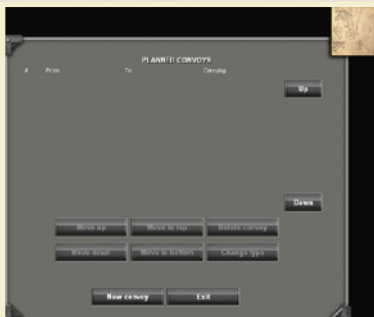 PLANNED CONVOYS
# From To Carrying
Up
Down
Move up Move to top Delete convoy
Move down Move to bottom Change type
New convoy Exit